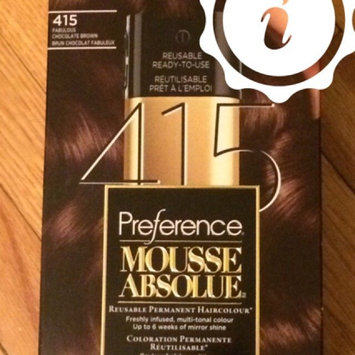 415
FABULOUS
CHOCOLATE BROWN
BRUN CHOCOLAT FABULEUX
i
REUSABLE
READY-TO-USE
RÉUTILISABLE
PRÊT À L'EMPLOI
415
Preference
MOUSSE
ABSOLUE
REUSABLE PERMANENT HAIRCOLOUR*
Freshly infused, multi-tonal colour
Up to 6 weeks of mirror shine
COLORATION PERMANENTE
RÉUTILISABLE*